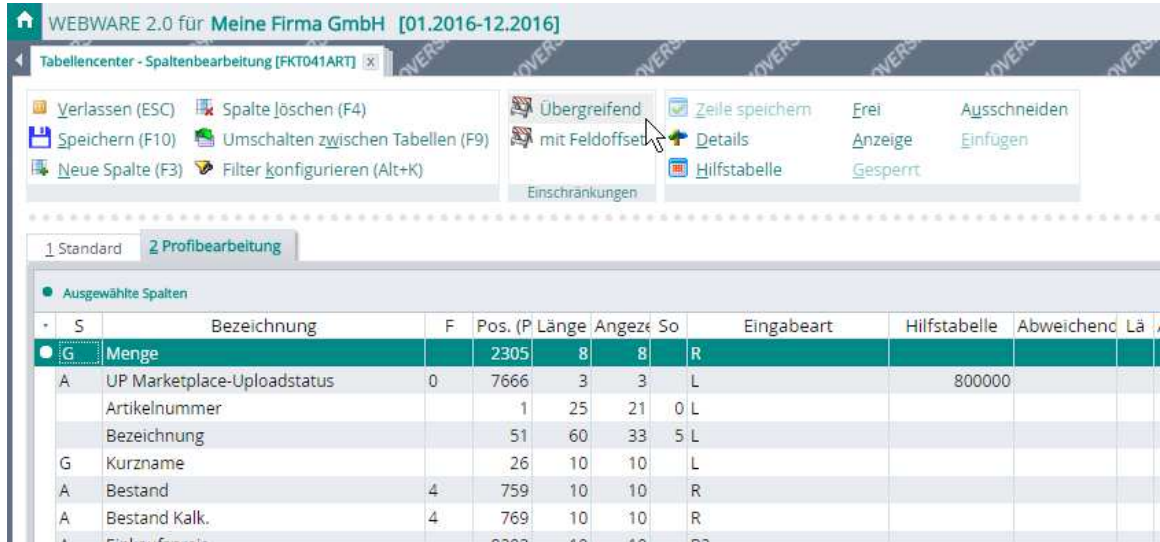 WEBWARE 2.0 für Meine Firma GmbH [01.2016-12.2016]
Tabellencenter - Spaltenbearbeitung [FKT041ART] x
Verlassen (ESC) Spalte löschen (F4) Übergreifend Zeile speichern Frei Ausschneiden
Speichern (F10) Umschalten zwischen Tabellen (F9) mit Feldoffset Details Anzeige Einfügen
Neue Spalte (F3) Filter konfigurieren (Alt+K) Hilfstabelle Gesperrt
Einschränkungen
1 Standard 2 Profibearbeitung
Ausgewählte Spalten
S Bezeichnung F Pos. (P Länge Angeze So Eingabeart Hilfstabelle Abweichend Lä
G Menge 2305 8 8 R
A UP Marketplace-Uploadstatus 0 7666 3 3 L 800000
Artikelnummer 1 25 21 0 L
Bezeichnung 51 60 33 5 L
G Kurzname 26 10 10 L
A Bestand 4 759 10 10 R
A Bestand Kalk. 4 769 10 10 R